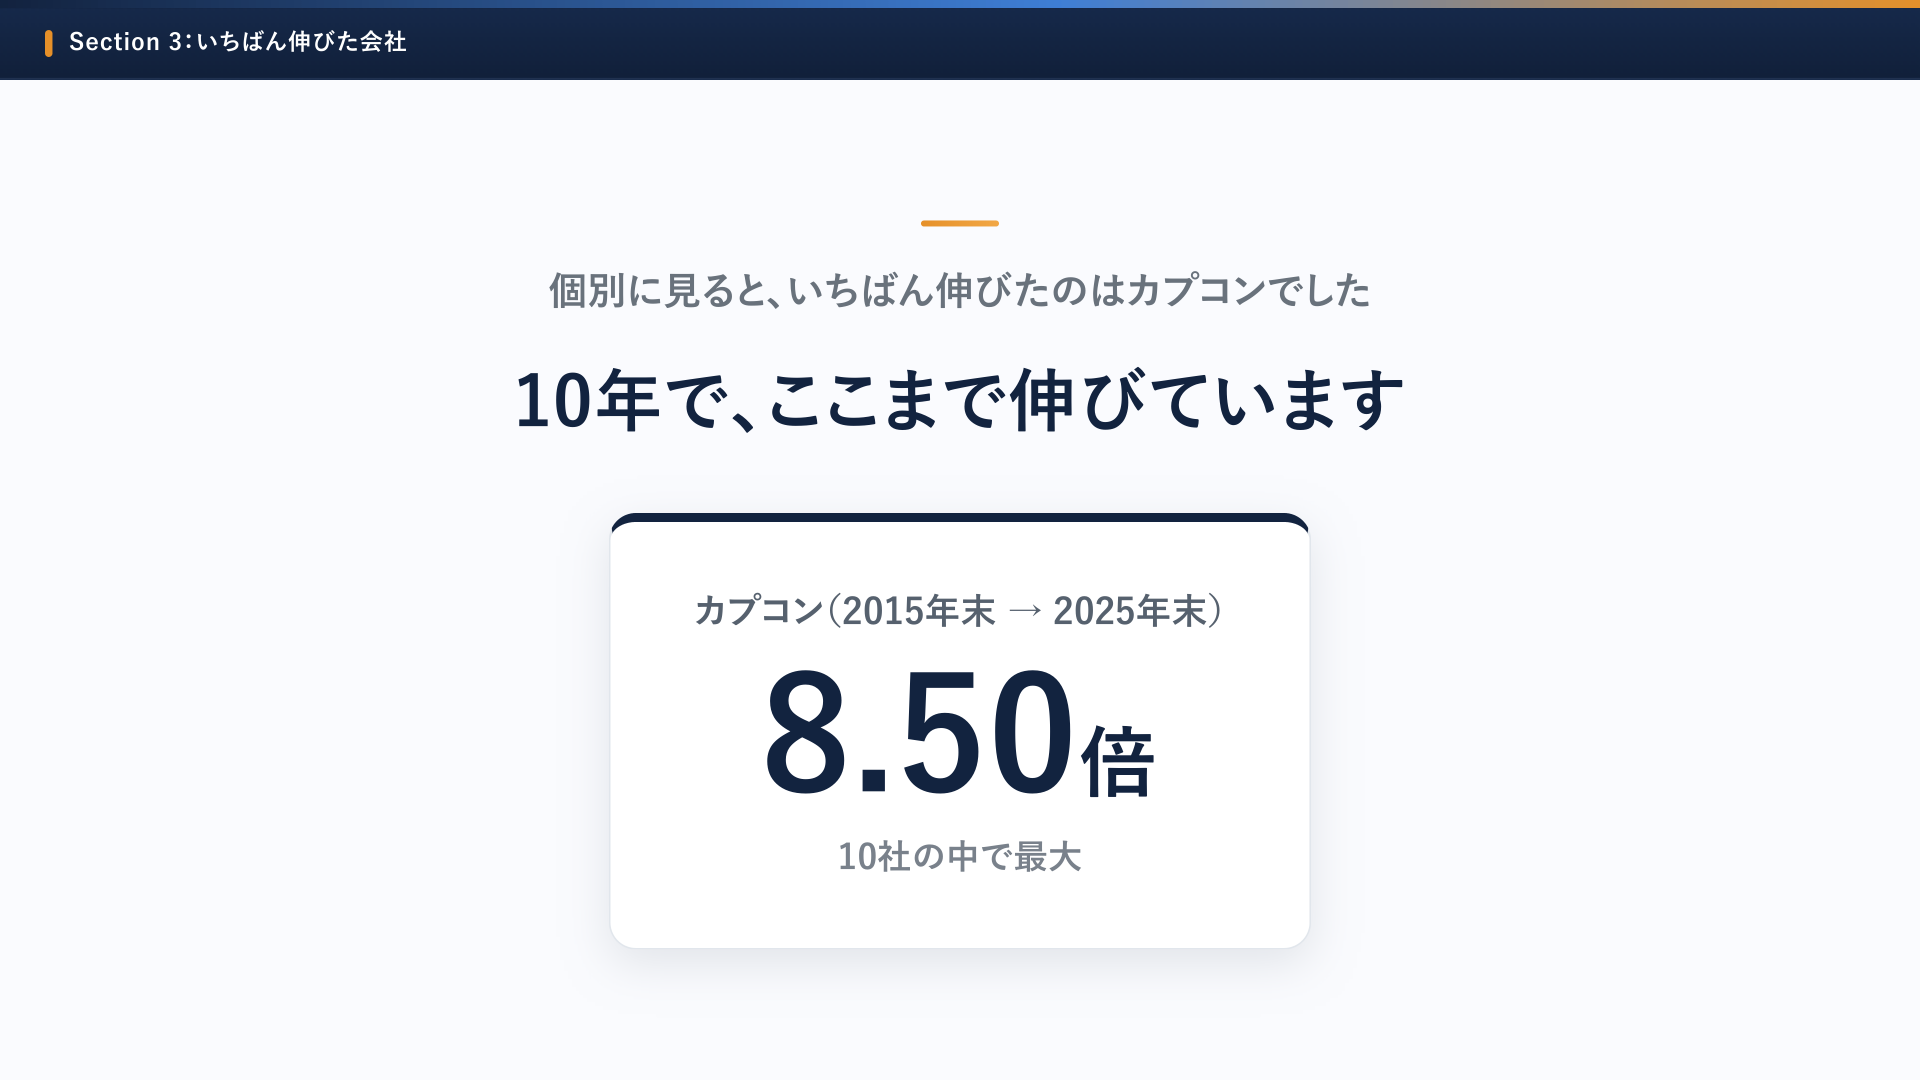 Section 3：いちばん伸びた会社
個別に見ると、いちばん伸びたのはカプコンでした
10年で、ここまで伸びています
カプコン（2015年末 → 2025年末）
8.50倍
10社の中で最大